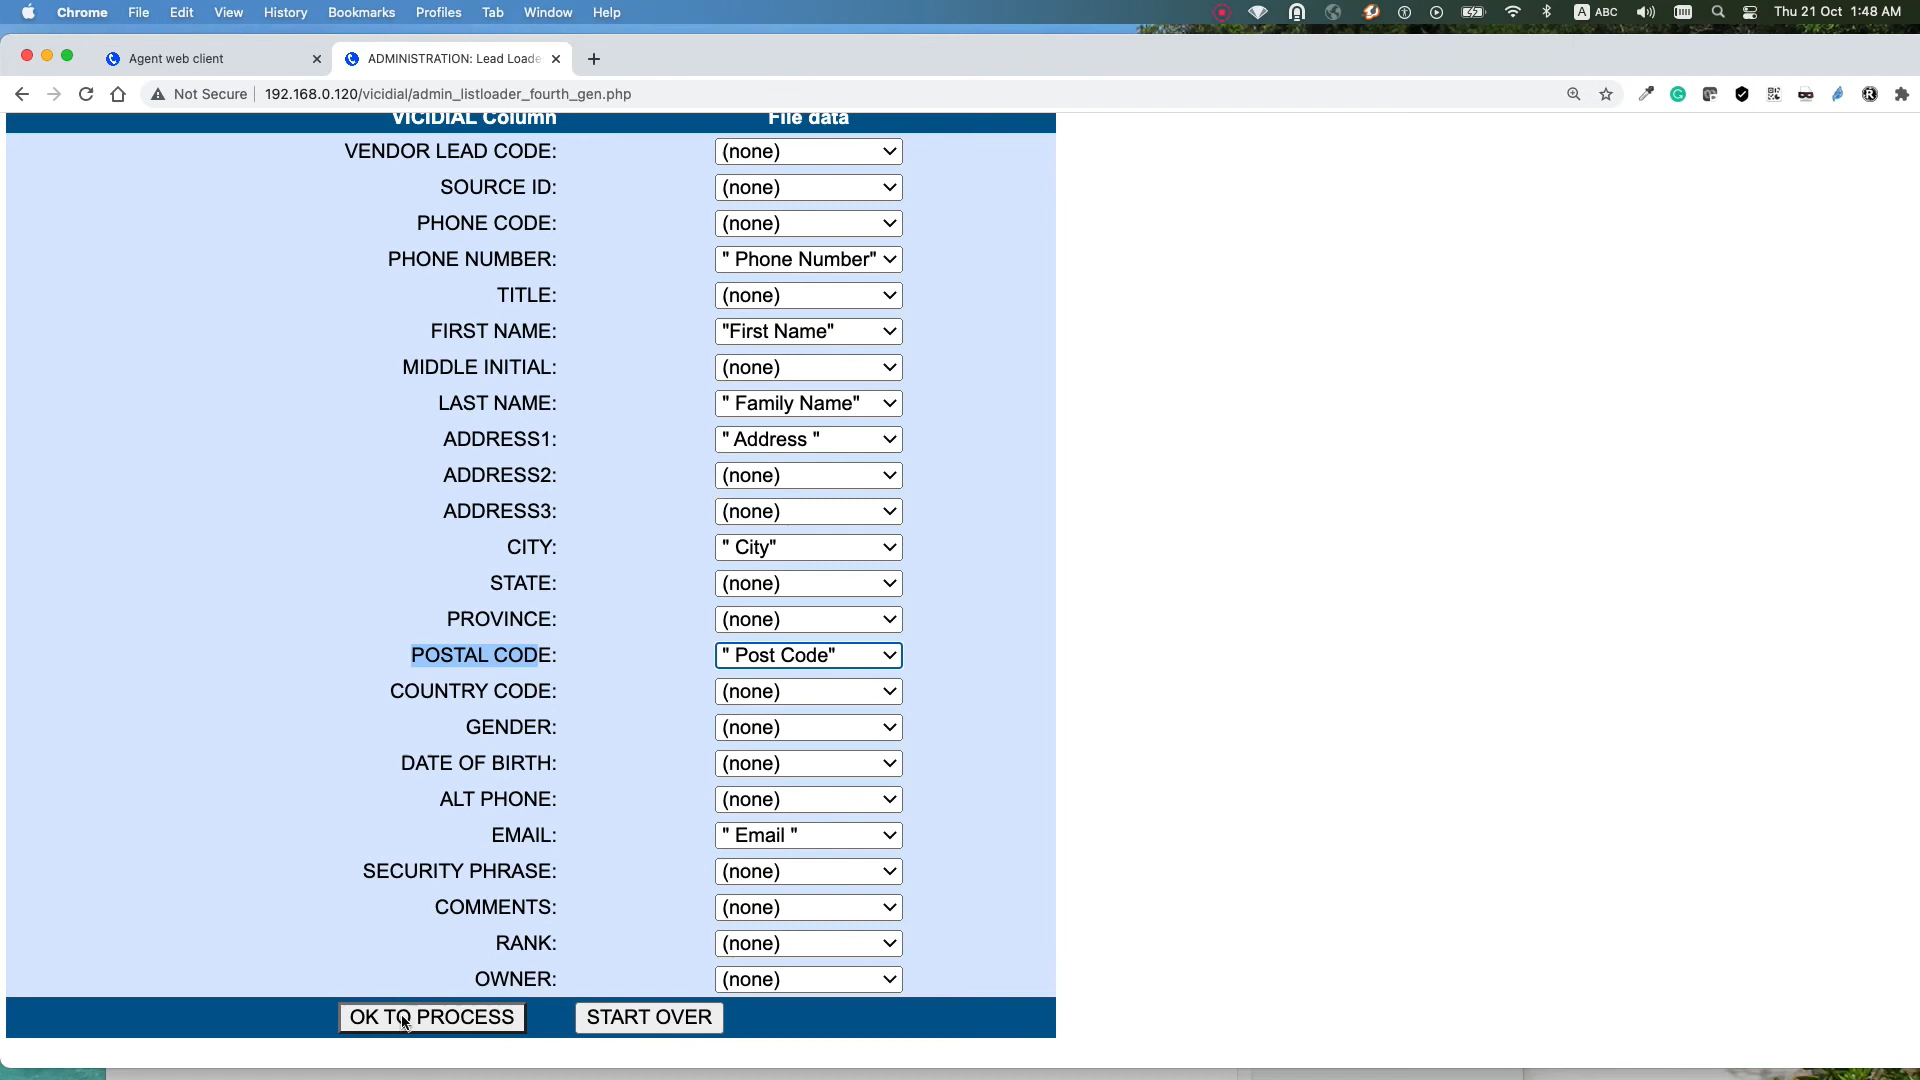 Chrome File Edit View History Bookmarks Profiles Tab Window Help ABC Thu 21 Oct 1:48 AM
Agent web client ADMINISTRATION: Lead Loade
Not Secure 192.168.0.120/vicidial/admin_listloader_fourth_gen.php
VICIDIAL Column File data
VENDOR LEAD CODE: (none)
SOURCE ID: (none)
PHONE CODE: (none)
PHONE NUMBER: " Phone Number"
TITLE: (none)
FIRST NAME: "First Name"
MIDDLE INITIAL: (none)
LAST NAME: " Family Name"
ADDRESS1: " Address "
ADDRESS2: (none)
ADDRESS3: (none)
CITY: " City"
STATE: (none)
PROVINCE: (none)
POSTAL CODE: " Post Code"
COUNTRY CODE: (none)
GENDER: (none)
DATE OF BIRTH: (none)
ALT PHONE: (none)
EMAIL: " Email "
SECURITY PHRASE: (none)
COMMENTS: (none)
RANK: (none)
OWNER: (none)
OK TO PROCESS START OVER